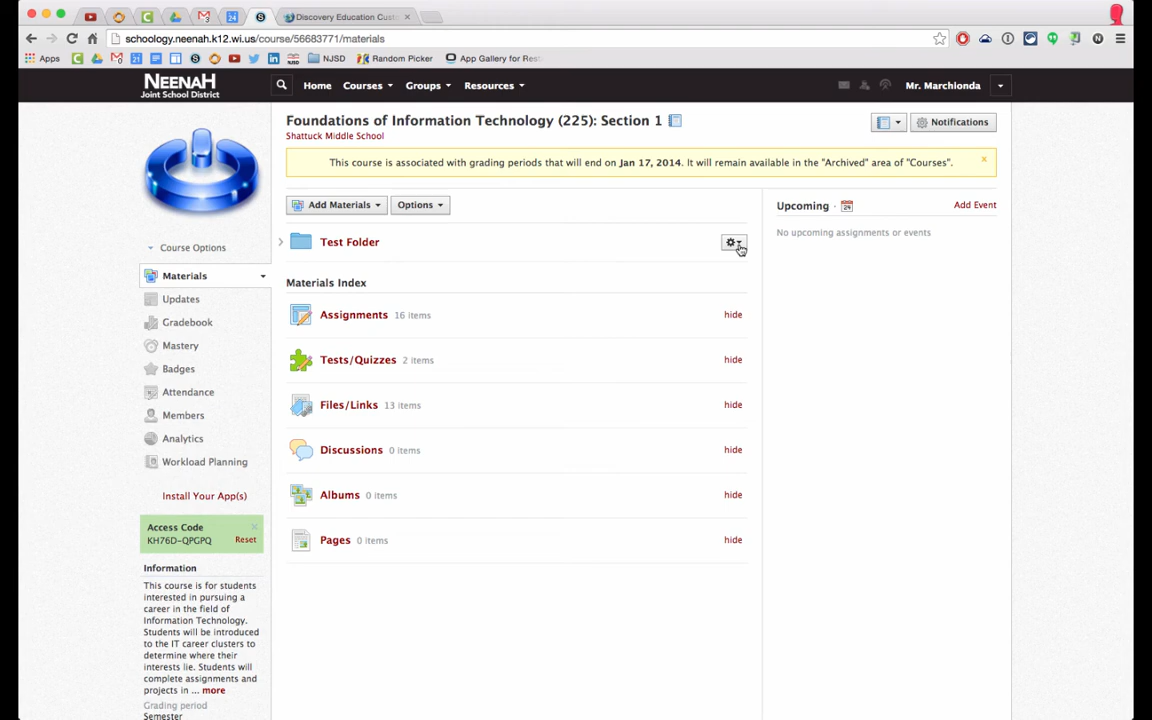 Discovery Education Cust
schoology.neenah.k12.wi.us/course/56683771/materials
Apps
NJSD
Random Picker
App Gallery for Rest
NEENAH
Joint School District
Home
Courses
Groups
Resources
Mr. Marchionda
Foundations of Information Technology (225): Section 1
Shattuck Middle School
Notifications
This course is associated with grading periods that will end on Jan 17, 2014. It will remain available in the "Archived" area of "Courses".
Add Materials
Options
Upcoming
Add Event
No upcoming assignments or events
Test Folder
Course Options
Materials
Updates
Gradebook
Mastery
Badges
Attendance
Members
Analytics
Workload Planning
Install Your App(s)
Access Code
KH76D-QPGPQ
Reset
Information
This course is for students
interested in pursuing a
career in the field of
Information Technology.
Students will be introduced
to the IT career clusters to
determine where their
interests lie. Students will
complete assignments and
projects in ... more
Grading period
Semester
Materials Index
Assignments 16 items hide
Tests/Quizzes 2 items hide
Files/Links 13 items hide
Discussions 0 items hide
Albums 0 items hide
Pages 0 items hide